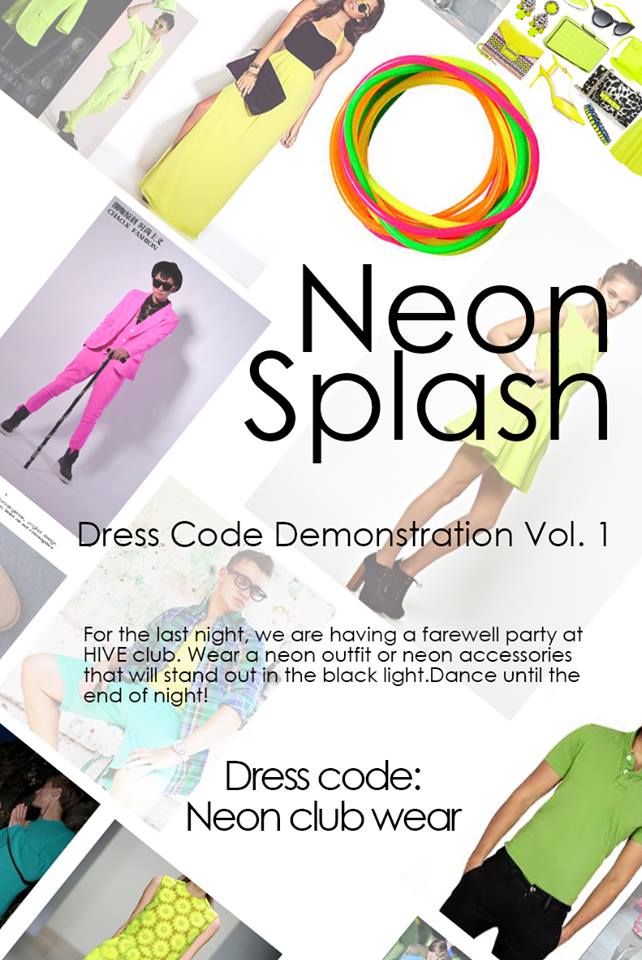 CHAO.K FASHION
Neon
Splash
Dress Code Demonstration Vol. 1
For the last night, we are having a farewell party at
HIVE club. Wear a neon outfit or neon accessories
that will stand out in the black light.Dance until the
end of night!
Dress code:
Neon club wear